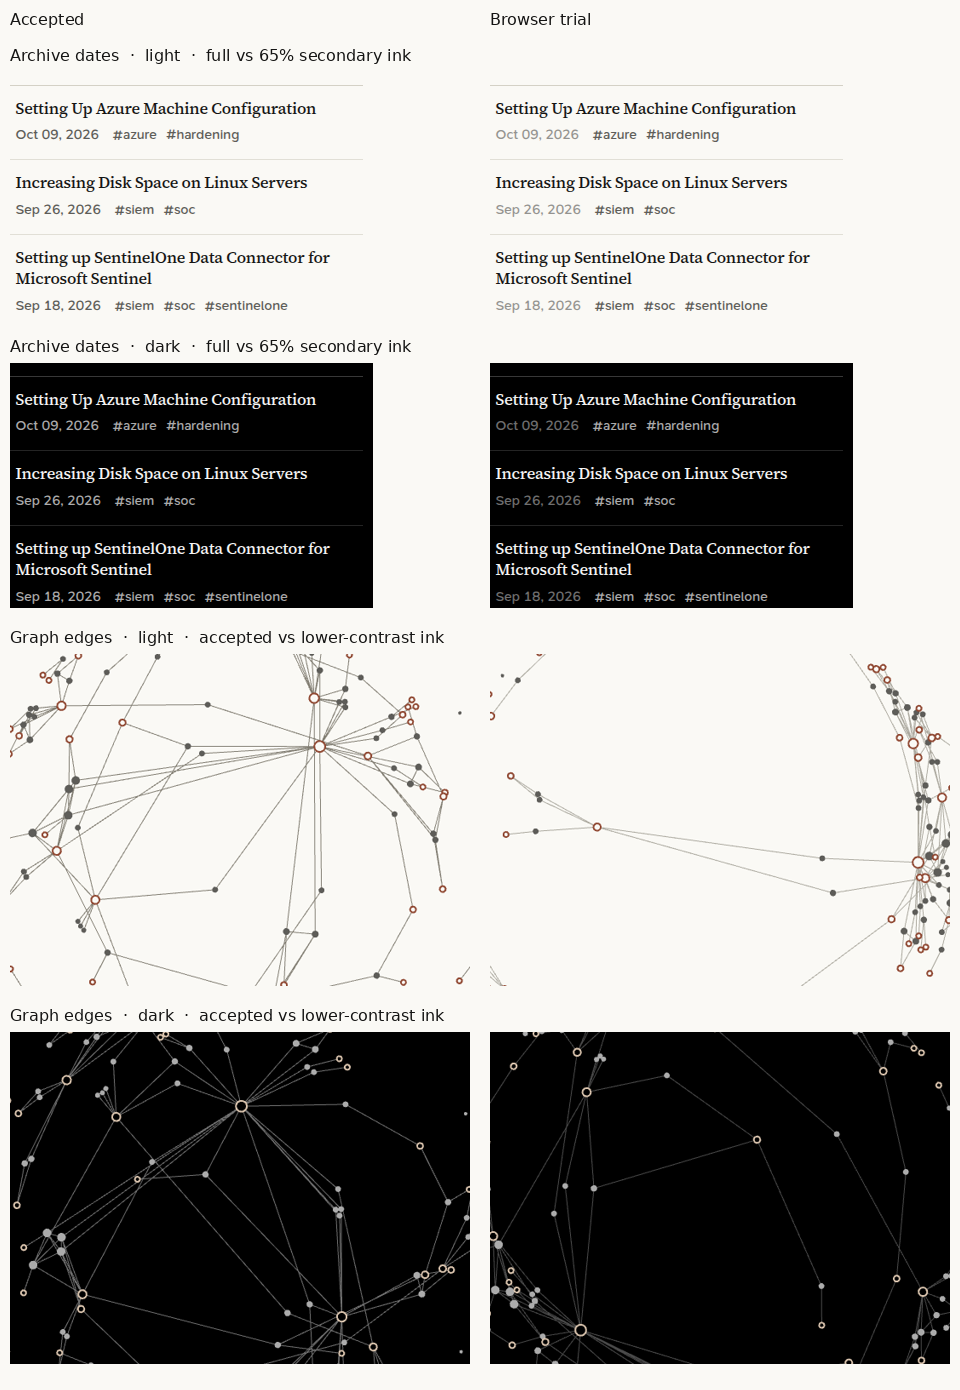 Accepted
Browser trial
Archive dates · light · full vs 65% secondary ink
Setting Up Azure Machine Configuration
Oct 09, 2026 #azure #hardening
Increasing Disk Space on Linux Servers
Sep 26, 2026 #siem #soc
Setting up SentinelOne Data Connector for
Microsoft Sentinel
Sep 18, 2026 #siem #soc #sentinelone
Setting Up Azure Machine Configuration
Oct 09, 2026 #azure #hardening
Increasing Disk Space on Linux Servers
Sep 26, 2026 #siem #soc
Setting up SentinelOne Data Connector for
Microsoft Sentinel
Sep 18, 2026 #siem #soc #sentinelone
Archive dates · dark · full vs 65% secondary ink
Setting Up Azure Machine Configuration
Oct 09, 2026 #azure #hardening
Increasing Disk Space on Linux Servers
Sep 26, 2026 #siem #soc
Setting up SentinelOne Data Connector for
Microsoft Sentinel
Sep 18, 2026 #siem #soc #sentinelone
Setting Up Azure Machine Configuration
Oct 09, 2026 #azure #hardening
Increasing Disk Space on Linux Servers
Sep 26, 2026 #siem #soc
Setting up SentinelOne Data Connector for
Microsoft Sentinel
Sep 18, 2026 #siem #soc #sentinelone
Graph edges · light · accepted vs lower-contrast ink
Graph edges · dark · accepted vs lower-contrast ink